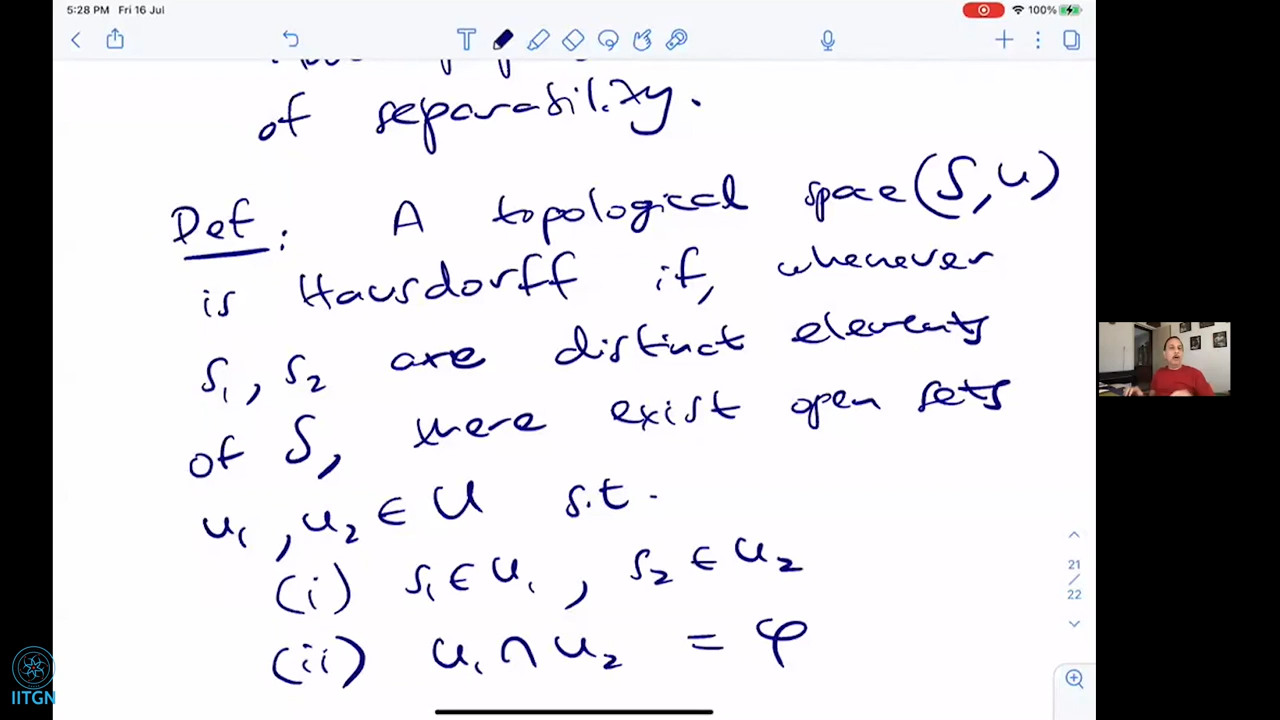 5:28 PM Fri 16 Jul
100%
of separability.
Def: A topological space (S, U)
is Hausdorff if, whenever
s₁, s₂ are distinct elements
of S, there exist open sets
u₁, u₂ ∈ U s.t.
(i) s₁ ∈ u₁, s₂ ∈ u₂
(ii) u₁ ∩ u₂ = φ
21
/
22
IITGN